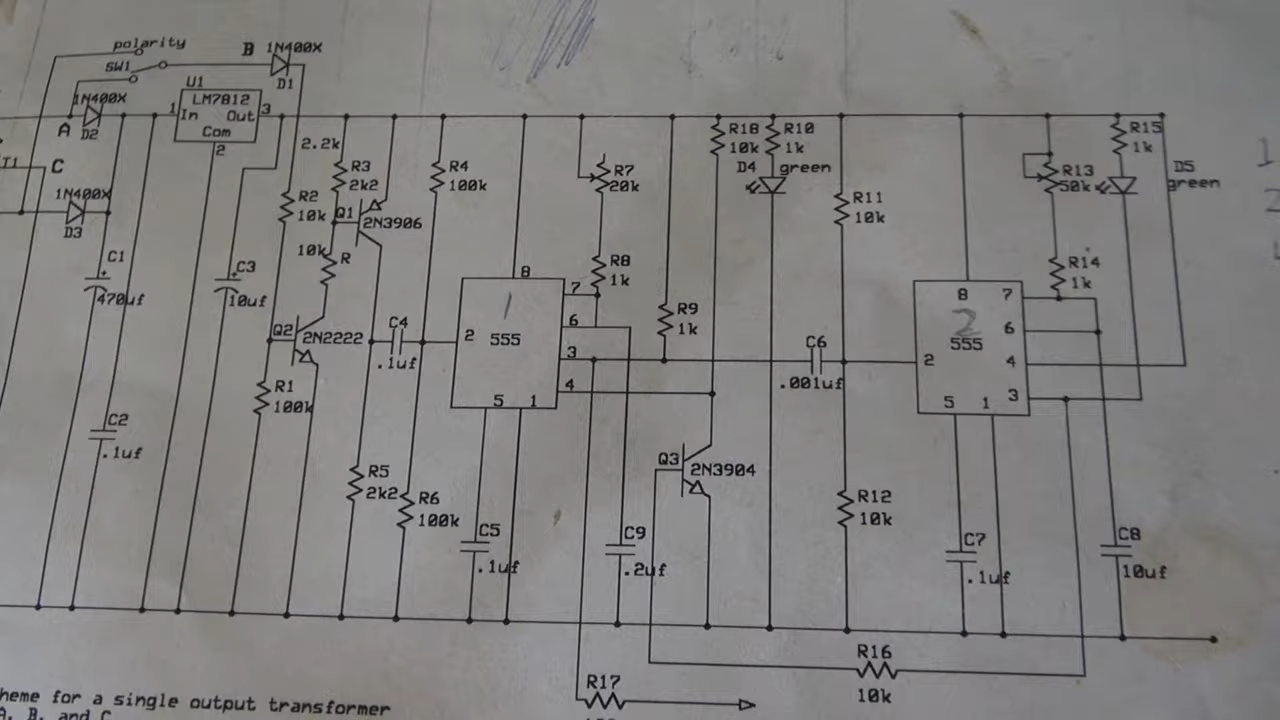 polarity
SW1
B
1N400X
D1
1N400X
A
D2
U1
LM7812
1
In
Out
3
Com
2
T1
C
1N400X
D3
C1
470uf
C2
.1uf
C3
10uf
2.2k
R2
10k
R3
2k2
Q1
2N3906
10k
R
Q2
2N2222
R1
100k
R4
100k
C4
.1uf
R5
2k2
R6
100k
8
1
7
6
2
555
3
4
5
1
R7
20k
R8
1k
R9
1k
C5
.1uf
C9
.2uf
R18
10k
R10
1k
D4
green
Q3
2N3904
C6
.001uf
R11
10k
R12
10k
8
7
2
6
555
2
4
5
1
3
R13
50k
R14
1k
R15
1k
D5
green
C7
.1uf
C8
10uf
R16
10k
R17
heme for a single output transformer
A, B, and C